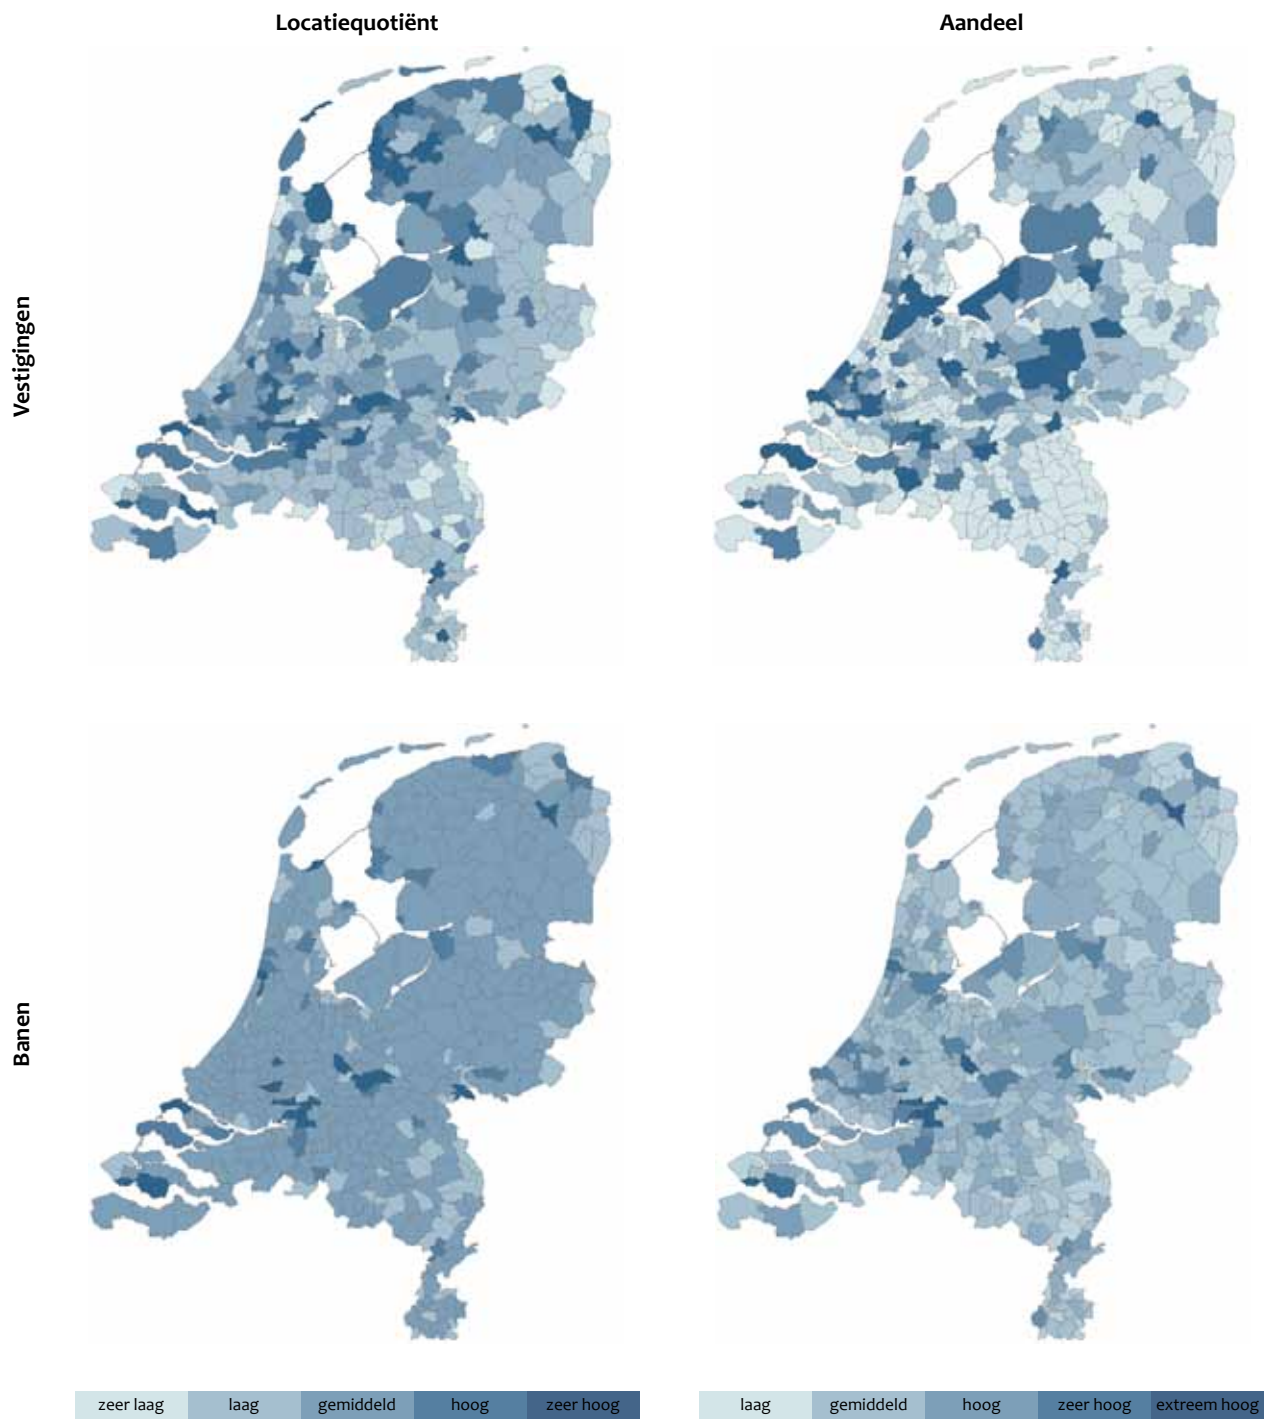 Locatiequotiënt
Aandeel
Vestigingen
Banen
zeer laag laag gemiddeld hoog zeer hoog
laag gemiddeld hoog zeer hoog extreem hoog